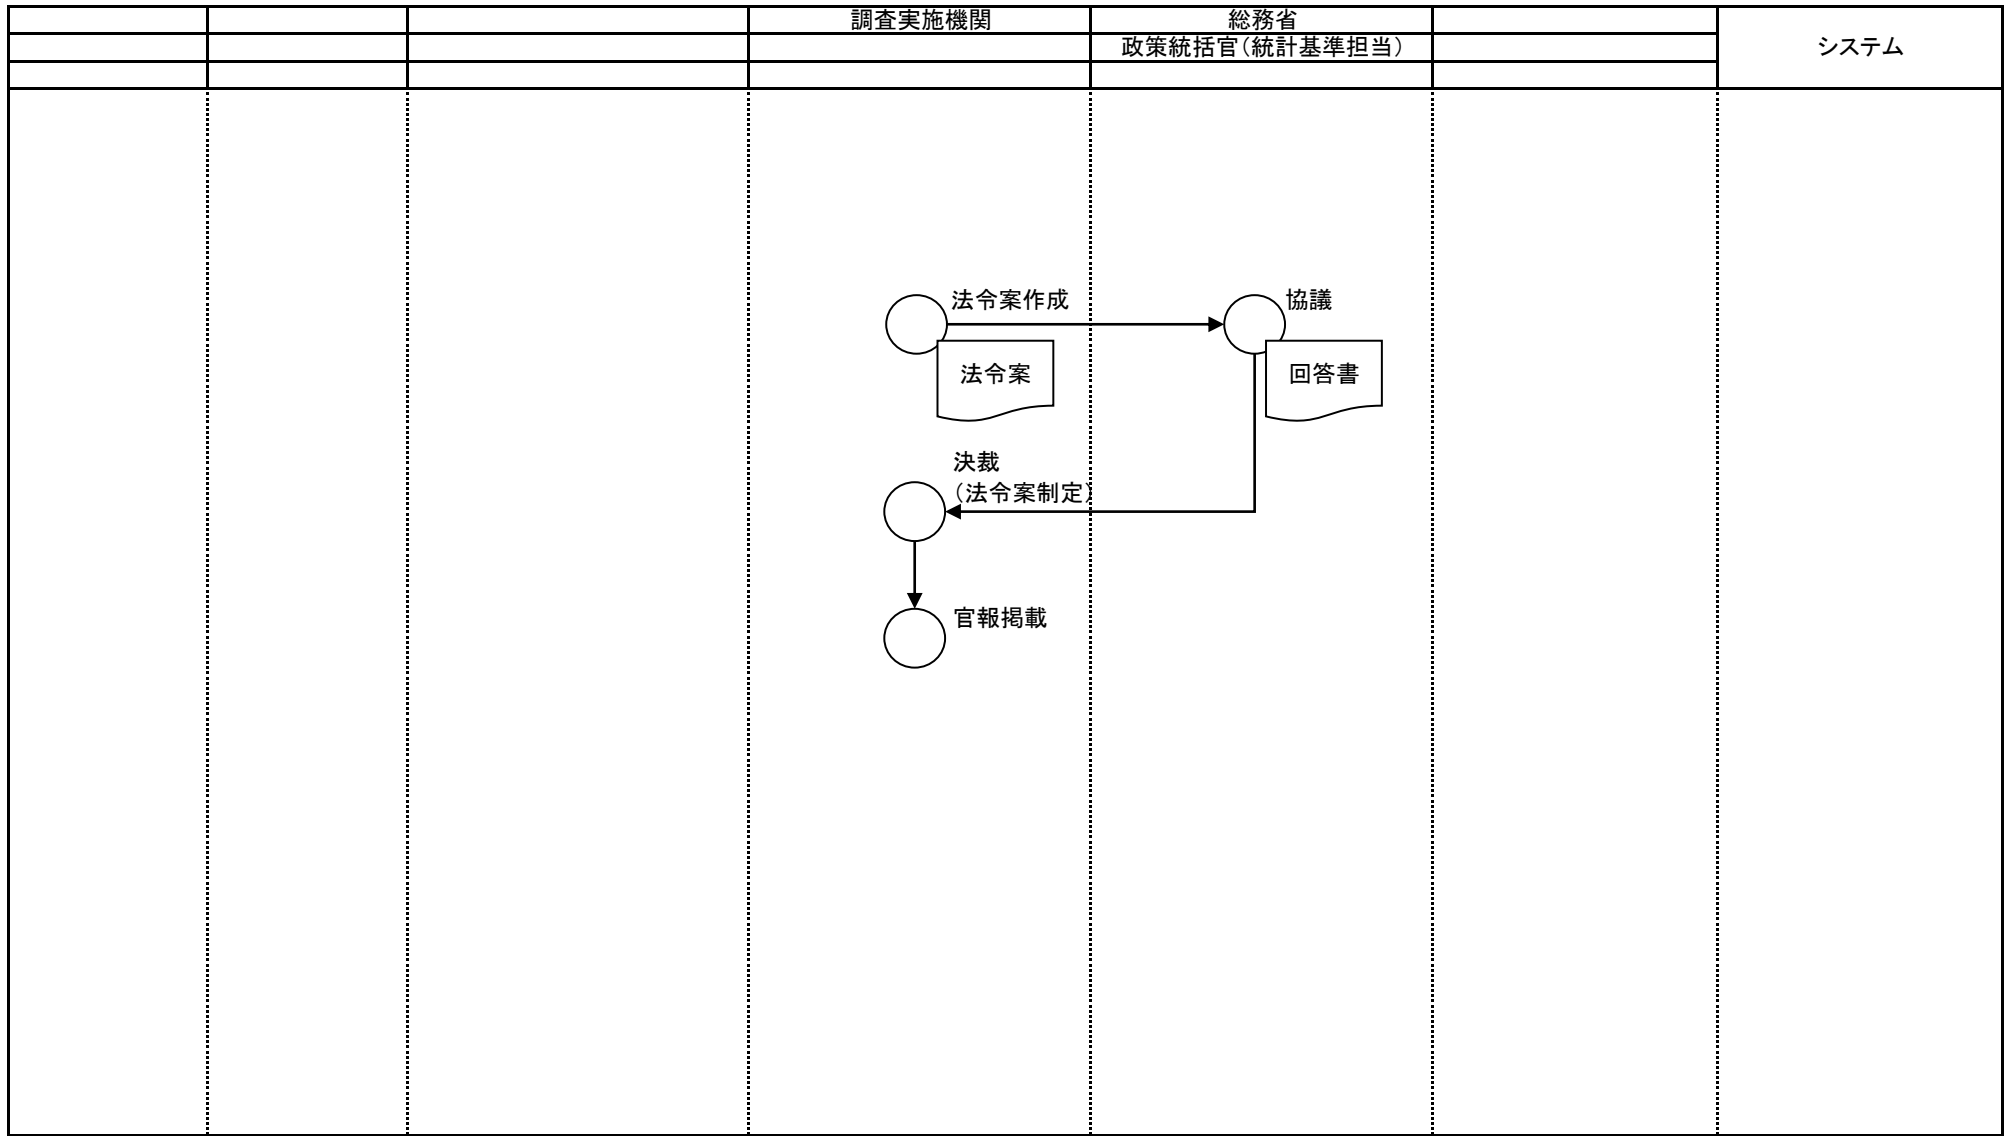 調査実施機関
総務省
政策統括官（統計基準担当）
システム
法令案作成
協議
法令案
回答書
決裁
（法令案制定）
官報掲載